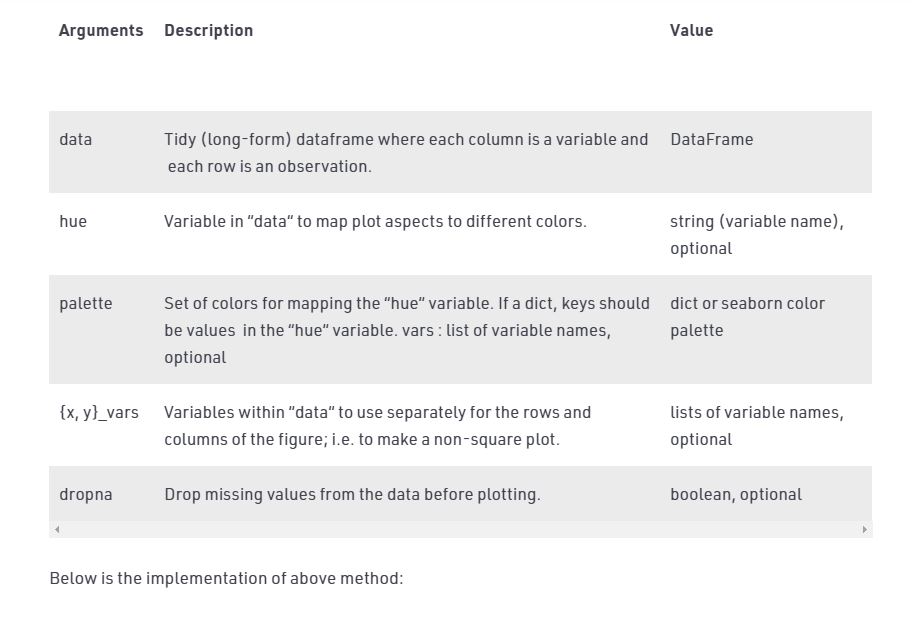 Arguments Description Value
data Tidy (long-form) dataframe where each column is a variable and DataFrame
each row is an observation.
hue Variable in “data“ to map plot aspects to different colors. string (variable name),
optional
palette Set of colors for mapping the “hue“ variable. If a dict, keys should dict or seaborn color
be values  in the “hue“ variable. vars : list of variable names, palette
optional
{x, y}_vars Variables within “data“ to use separately for the rows and lists of variable names,
columns of the figure; i.e. to make a non-square plot. optional
dropna Drop missing values from the data before plotting. boolean, optional
Below is the implementation of above method: